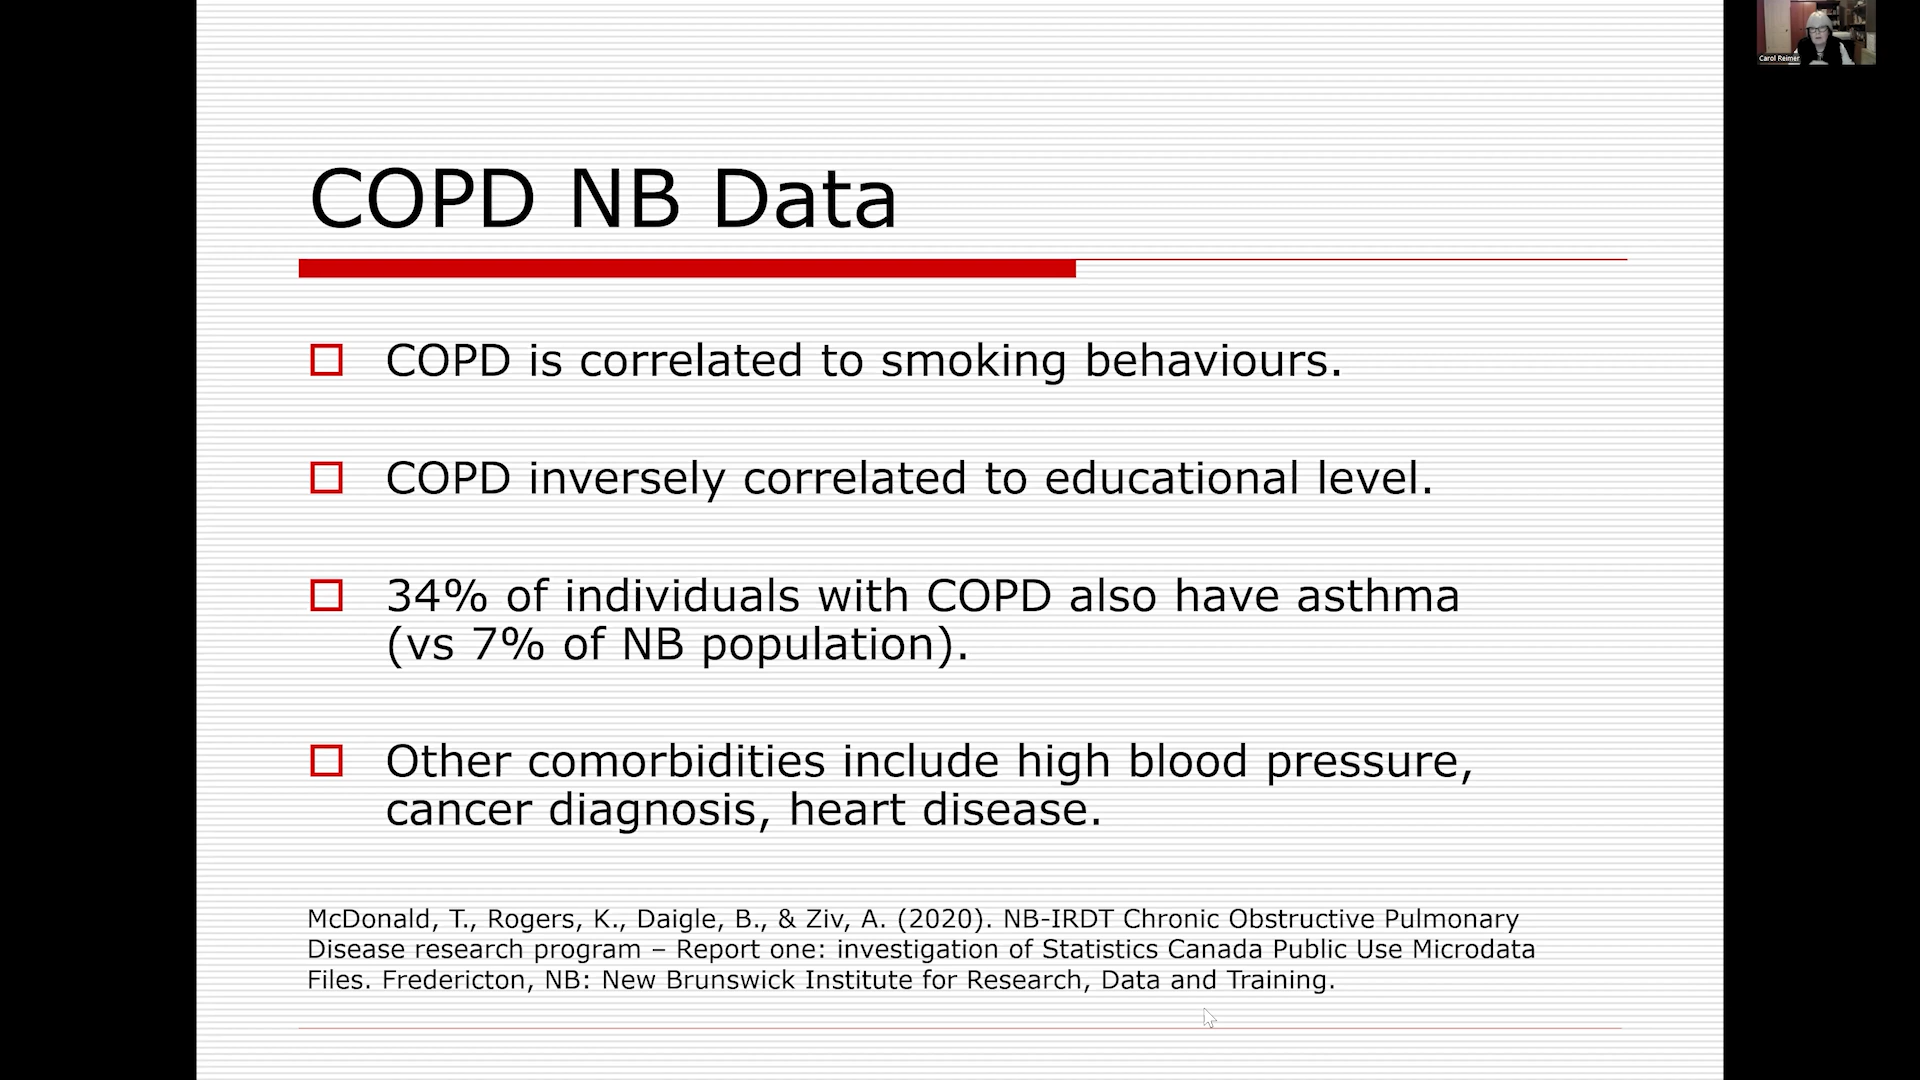 Carol Reimer
COPD NB Data
COPD is correlated to smoking behaviours.
COPD inversely correlated to educational level.
34% of individuals with COPD also have asthma
(vs 7% of NB population).
Other comorbidities include high blood pressure,
cancer diagnosis, heart disease.
McDonald, T., Rogers, K., Daigle, B., & Ziv, A. (2020). NB-IRDT Chronic Obstructive Pulmonary
Disease research program – Report one: investigation of Statistics Canada Public Use Microdata
Files. Fredericton, NB: New Brunswick Institute for Research, Data and Training.